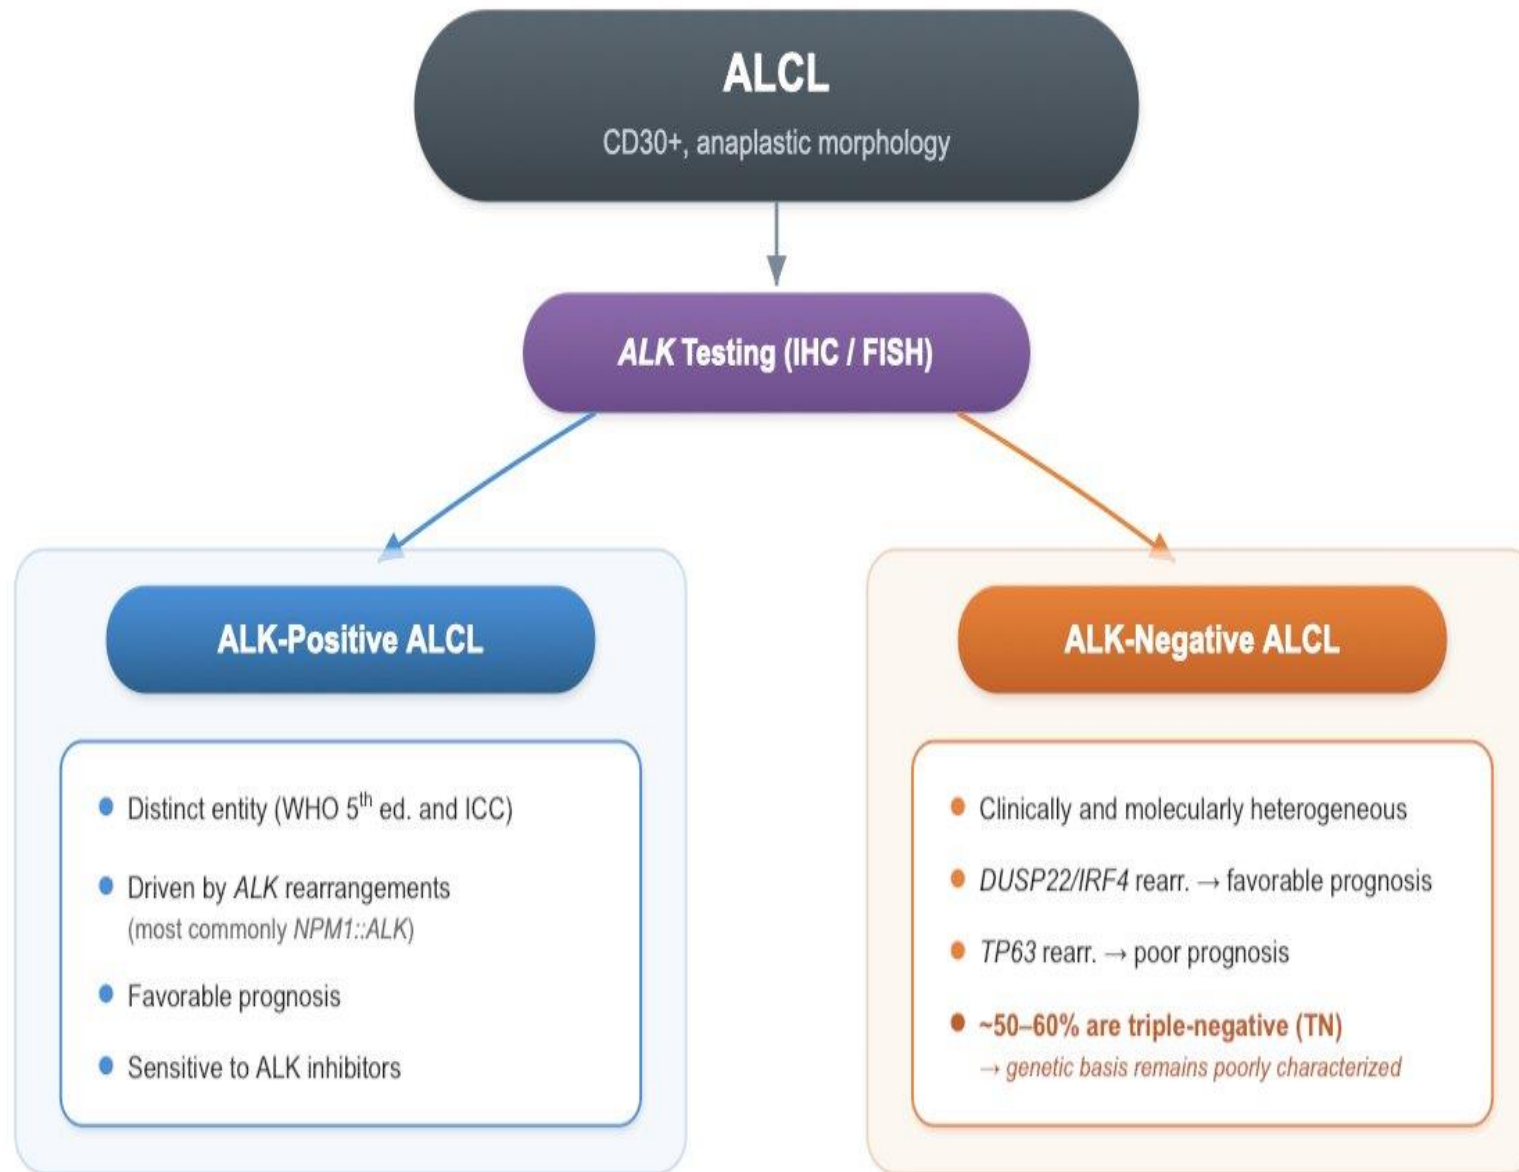 ALCL
CD30+, anaplastic morphology
ALK Testing (IHC / FISH)
ALK-Positive ALCL
Distinct entity (WHO 5th ed. and ICC)
Driven by ALK rearrangements
(most commonly NPM1::ALK)
Favorable prognosis
Sensitive to ALK inhibitors
ALK-Negative ALCL
Clinically and molecularly heterogeneous
DUSP22/IRF4 rearr. → favorable prognosis
TP63 rearr. → poor prognosis
~50–60% are triple-negative (TN)
→ genetic basis remains poorly characterized